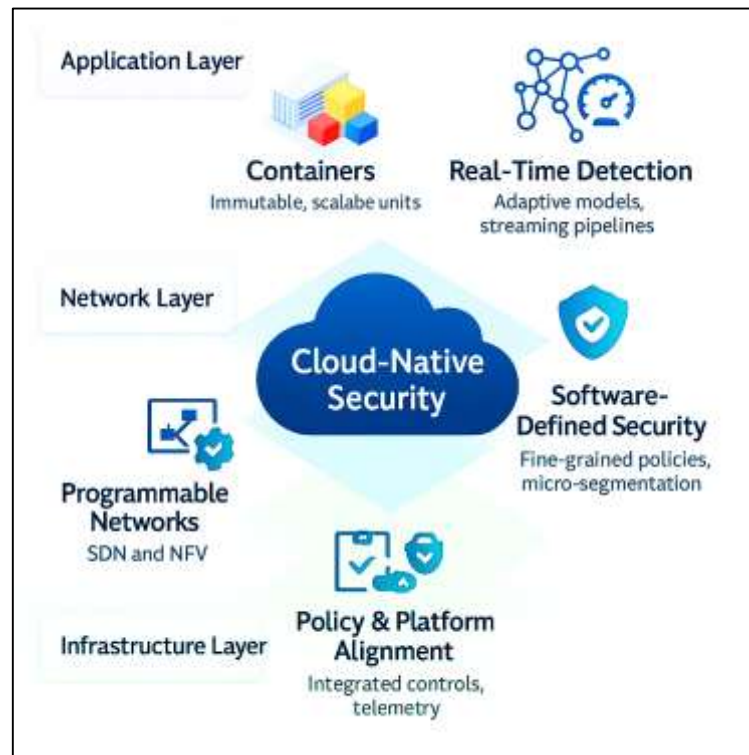 Application Layer
Containers
Immutable, scalabe units
Real-Time Detection
Adaptive models,
streaming pipelines
Network Layer
Cloud-Native
Security
Software-
Defined Security
Fine-grained policies,
micro-segmentation
Programmable
Networks
SDN and NFV
Policy & Platform
Alignment
Integrated controls,
telemetry
Infrastructure Layer